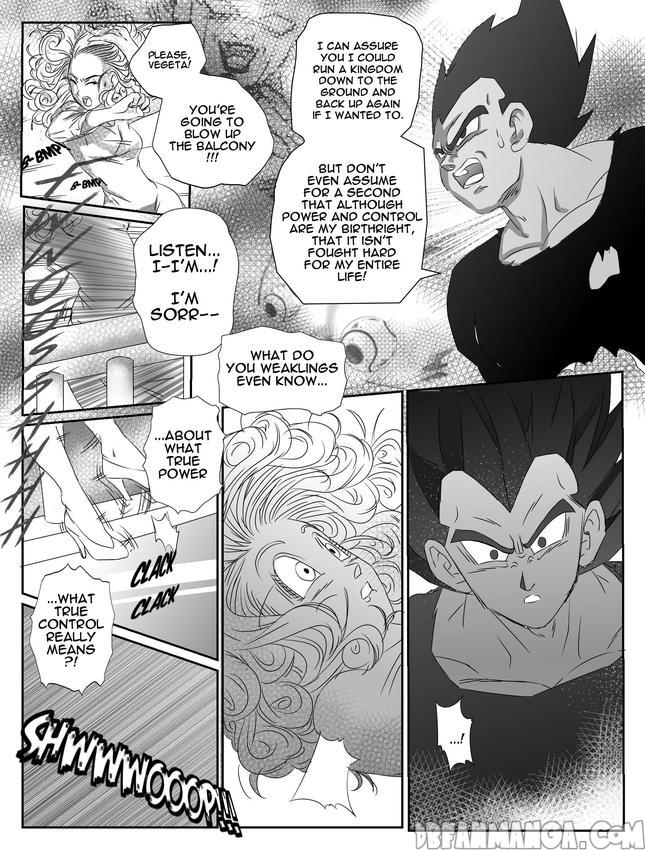 PLEASE,
VEGETA!
YOU'RE
GOING TO
BLOW UP
THE BALCONY
!!!
I CAN ASSURE
YOU I COULD
RUN A KINGDOM
DOWN TO
THE GROUND AND
BACK UP AGAIN
IF I WANTED TO.
BUT DON'T
EVEN ASSUME
FOR A SECOND
THAT ALTHOUGH
POWER AND CONTROL
ARE MY BIRTHRIGHT,
THAT IT ISN'T
FOUGHT HARD
FOR MY ENTIRE
LIFE!
B-BMP
B-BMP
LISTEN...
I-I'M...!
I'M
SORR--
WHAT DO
YOU WEAKLINGS
EVEN KNOW...
...ABOUT
WHAT
TRUE
POWER
CLACK
CLACK
...WHAT
TRUE
CONTROL
REALLY
MEANS
?!
SHWWWOOOP!!!
....!
DBFANMANGA.COM